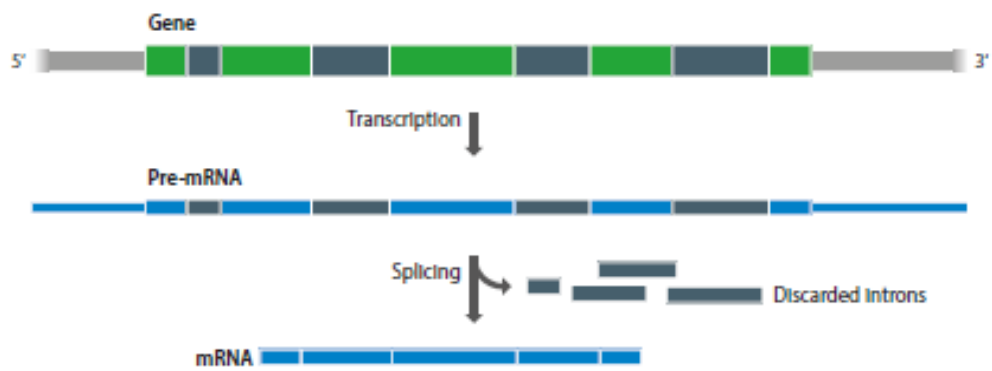 Gene
5'
3'
Transcription
Pre-mRNA
Splicing
Discarded introns
mRNA